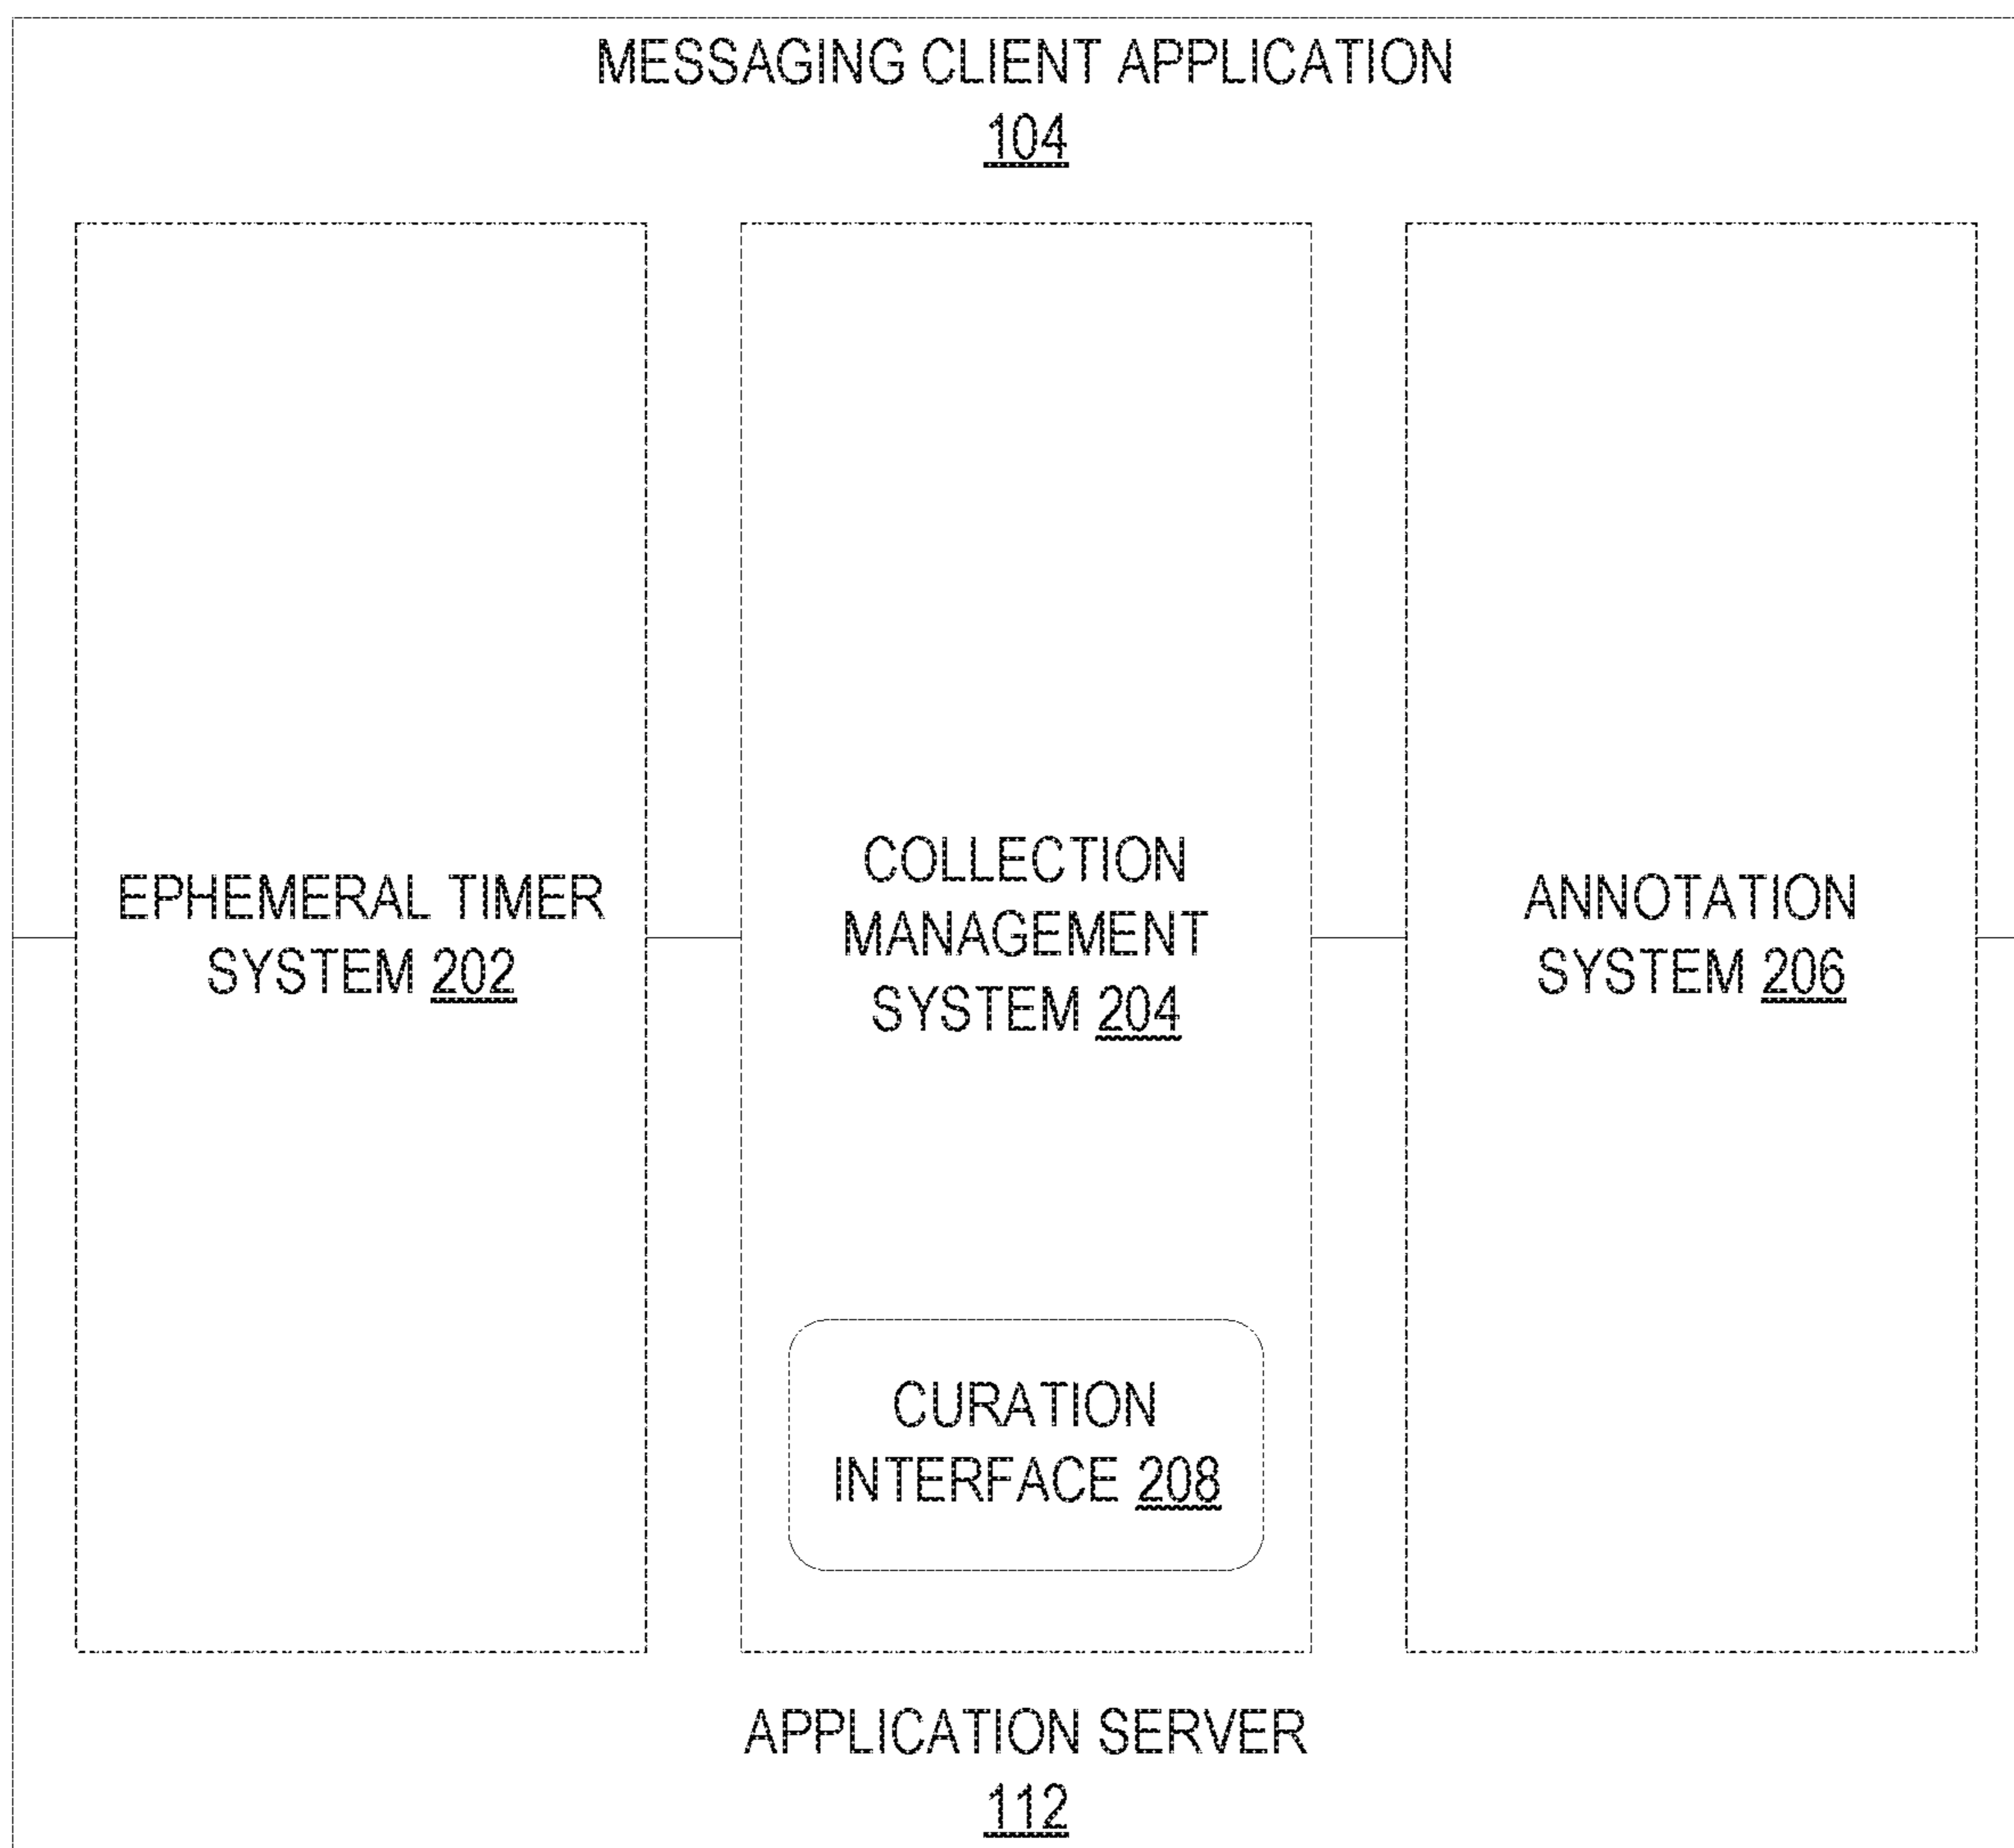 MESSAGING CLIENT APPLICATION
104
EPHEMERAL TIMER
SYSTEM 202
COLLECTION
MANAGEMENT
SYSTEM 204
CURATION
INTERFACE 208
ANNOTATION
SYSTEM 206
APPLICATION SERVER
112